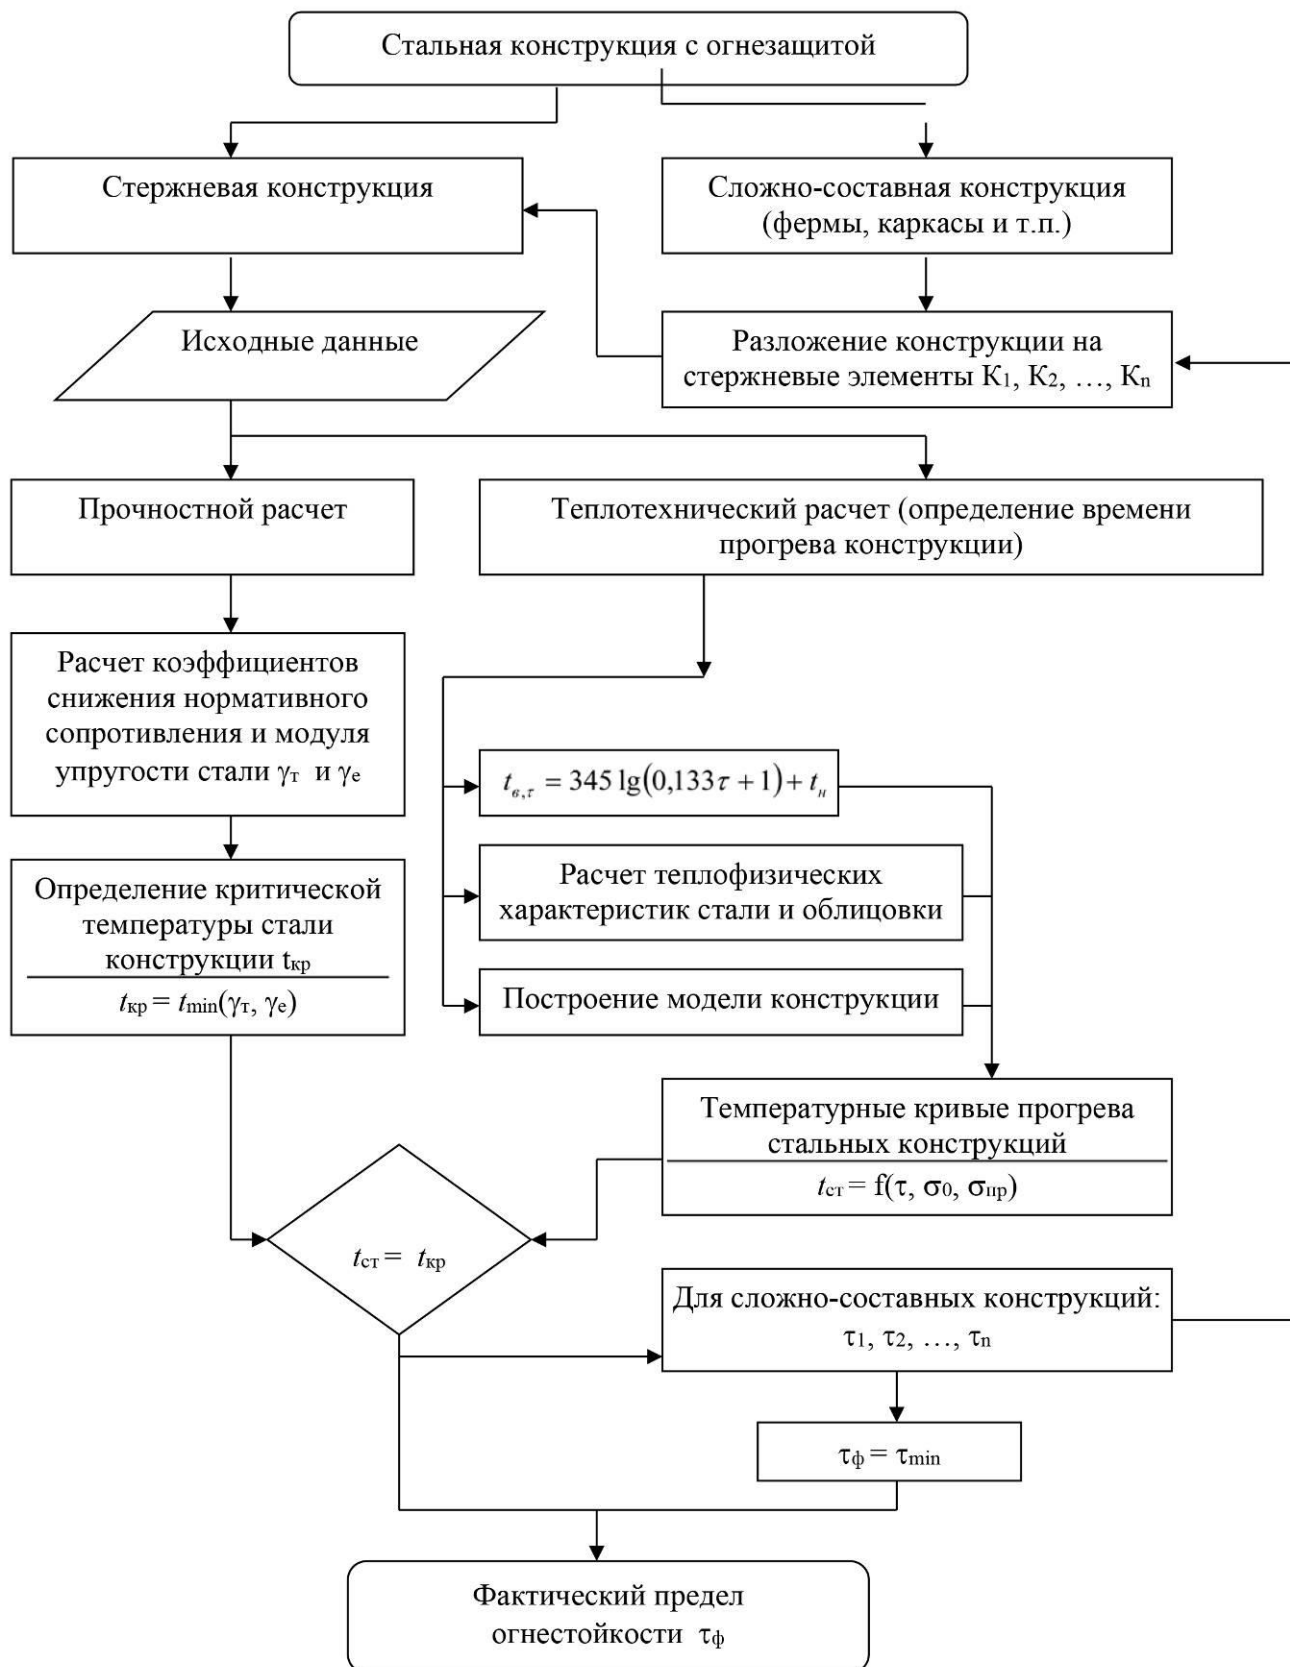 Стальная конструкция с огнезащитой
Стержневая конструкция
Сложно-составная конструкция
(фермы, каркасы и т.п.)
Исходные данные
Разложение конструкции на
стержневые элементы К₁, К₂, …, Кₙ
Прочностной расчет
Теплотехнический расчет (определение времени
прогрева конструкции)
Расчет коэффициентов
снижения нормативного
сопротивления и модуля
упругости стали γт и γе
t_{в,τ} = 345 lg(0,133τ + 1) + t_н
Определение критической
температуры стали
конструкции tкр
tкр = tmin(γт, γе)
Расчет теплофизических
характеристик стали и облицовки
Построение модели конструкции
Температурные кривые прогрева
стальных конструкций
tст = f(τ, σ0, σпр)
tст = tкр
Для сложно-составных конструкций:
τ₁, τ₂, …, τₙ
τф = τmin
Фактический предел
огнестойкости τф